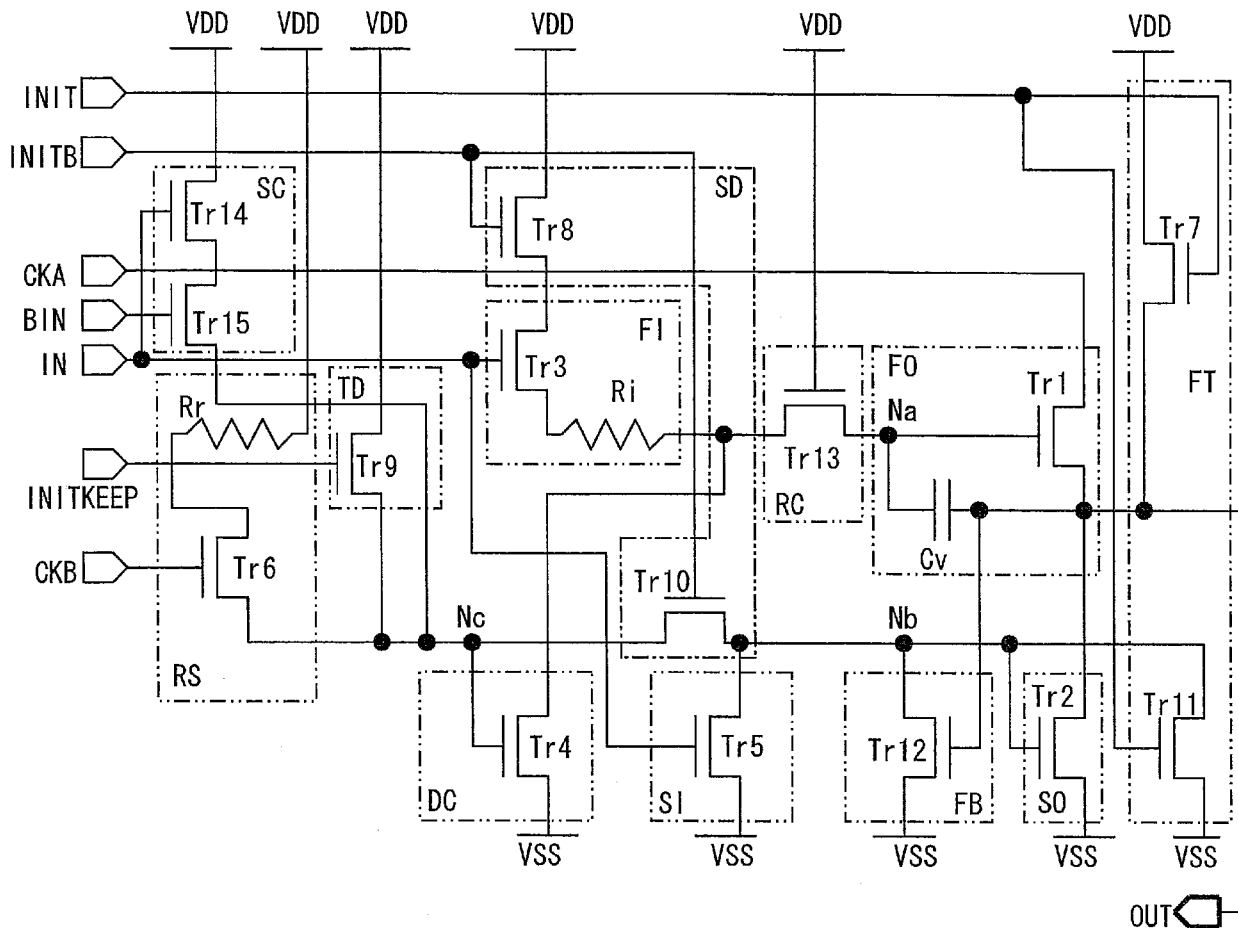 VDD VDD VDD VDD VDD VDD
INIT
INITB
SC
SD
Tr14
Tr8
Tr7
CKA
BIN
Tr15
FI
IN
Tr3
FO
Tr1
FT
TD
Rr
Ri
Na
Tr9
Tr13
INITKEEP
RC
Cv
CKB
Tr6
Tr10
Nc
Nb
RS
Tr2
Tr11
Tr4
Tr5
Tr12
DC
SI
FB
SO
VSS VSS VSS VSS VSS
OUT